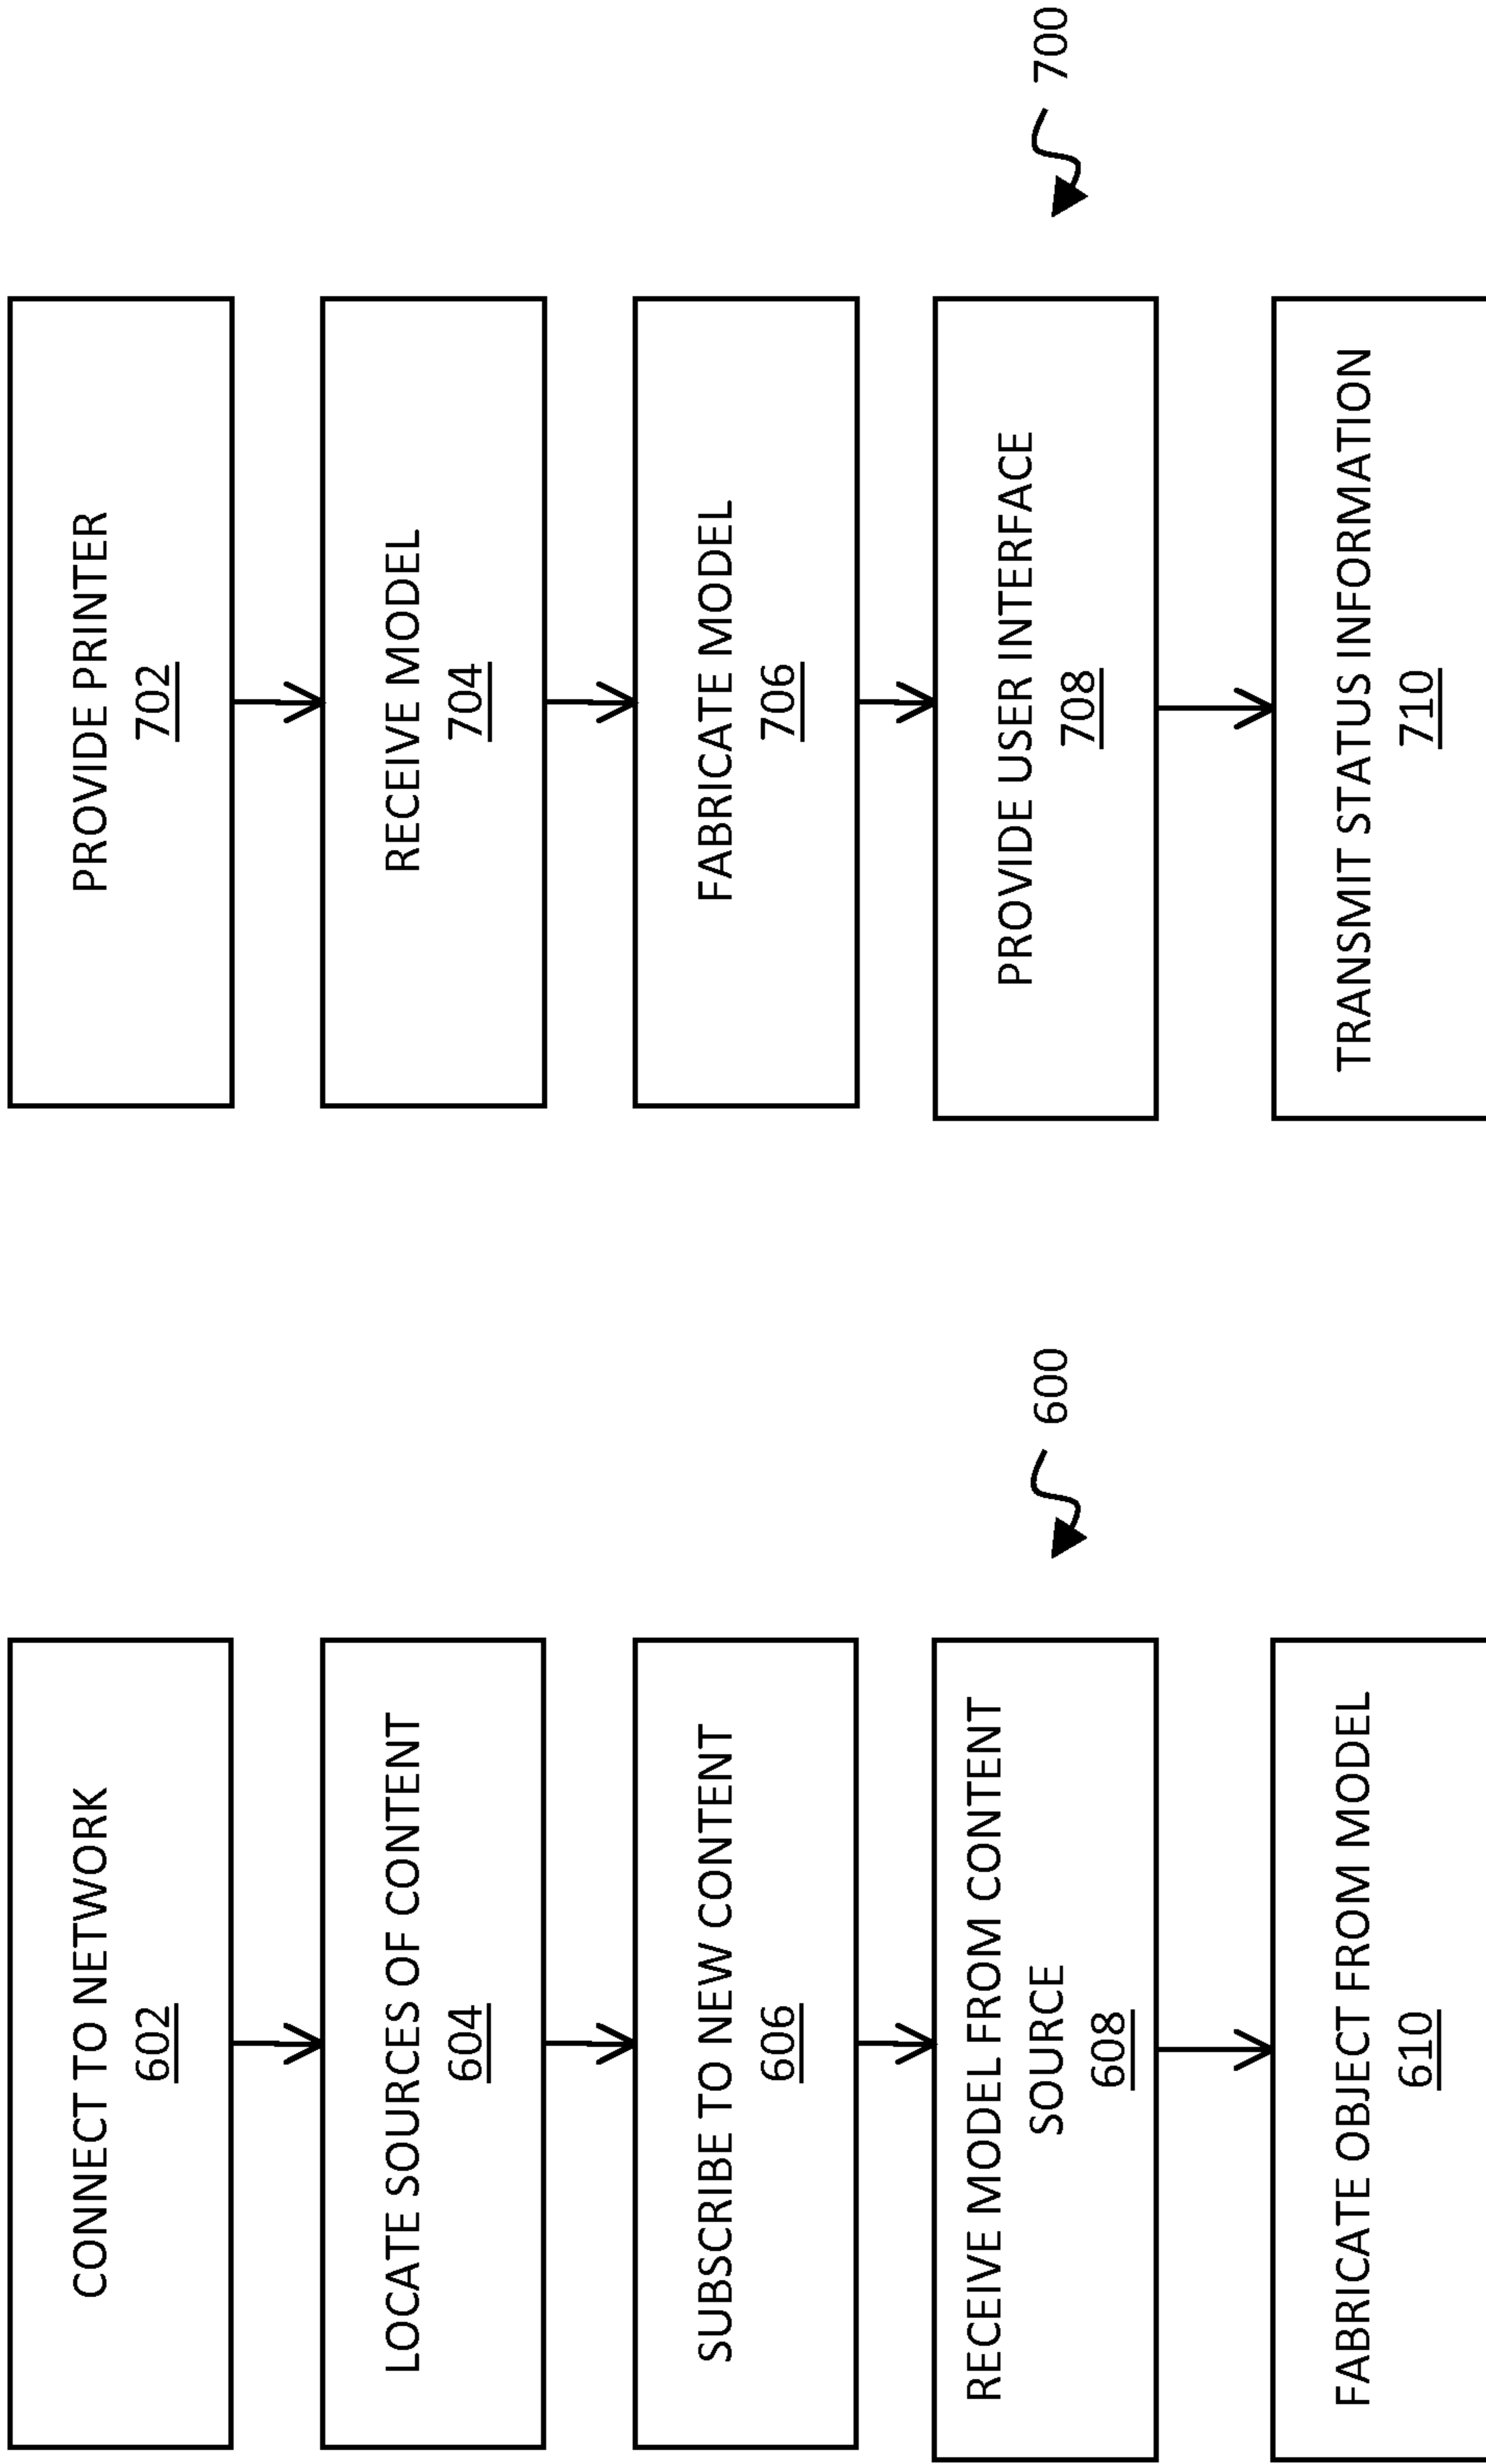 CONNECT TO NETWORK
602
LOCATE SOURCES OF CONTENT
604
SUBSCRIBE TO NEW CONTENT
606
RECEIVE MODEL FROM CONTENT
SOURCE
608
FABRICATE OBJECT FROM MODEL
610
600
PROVIDE PRINTER
702
RECEIVE MODEL
704
FABRICATE MODEL
706
PROVIDE USER INTERFACE
708
TRANSMIT STATUS INFORMATION
710
700